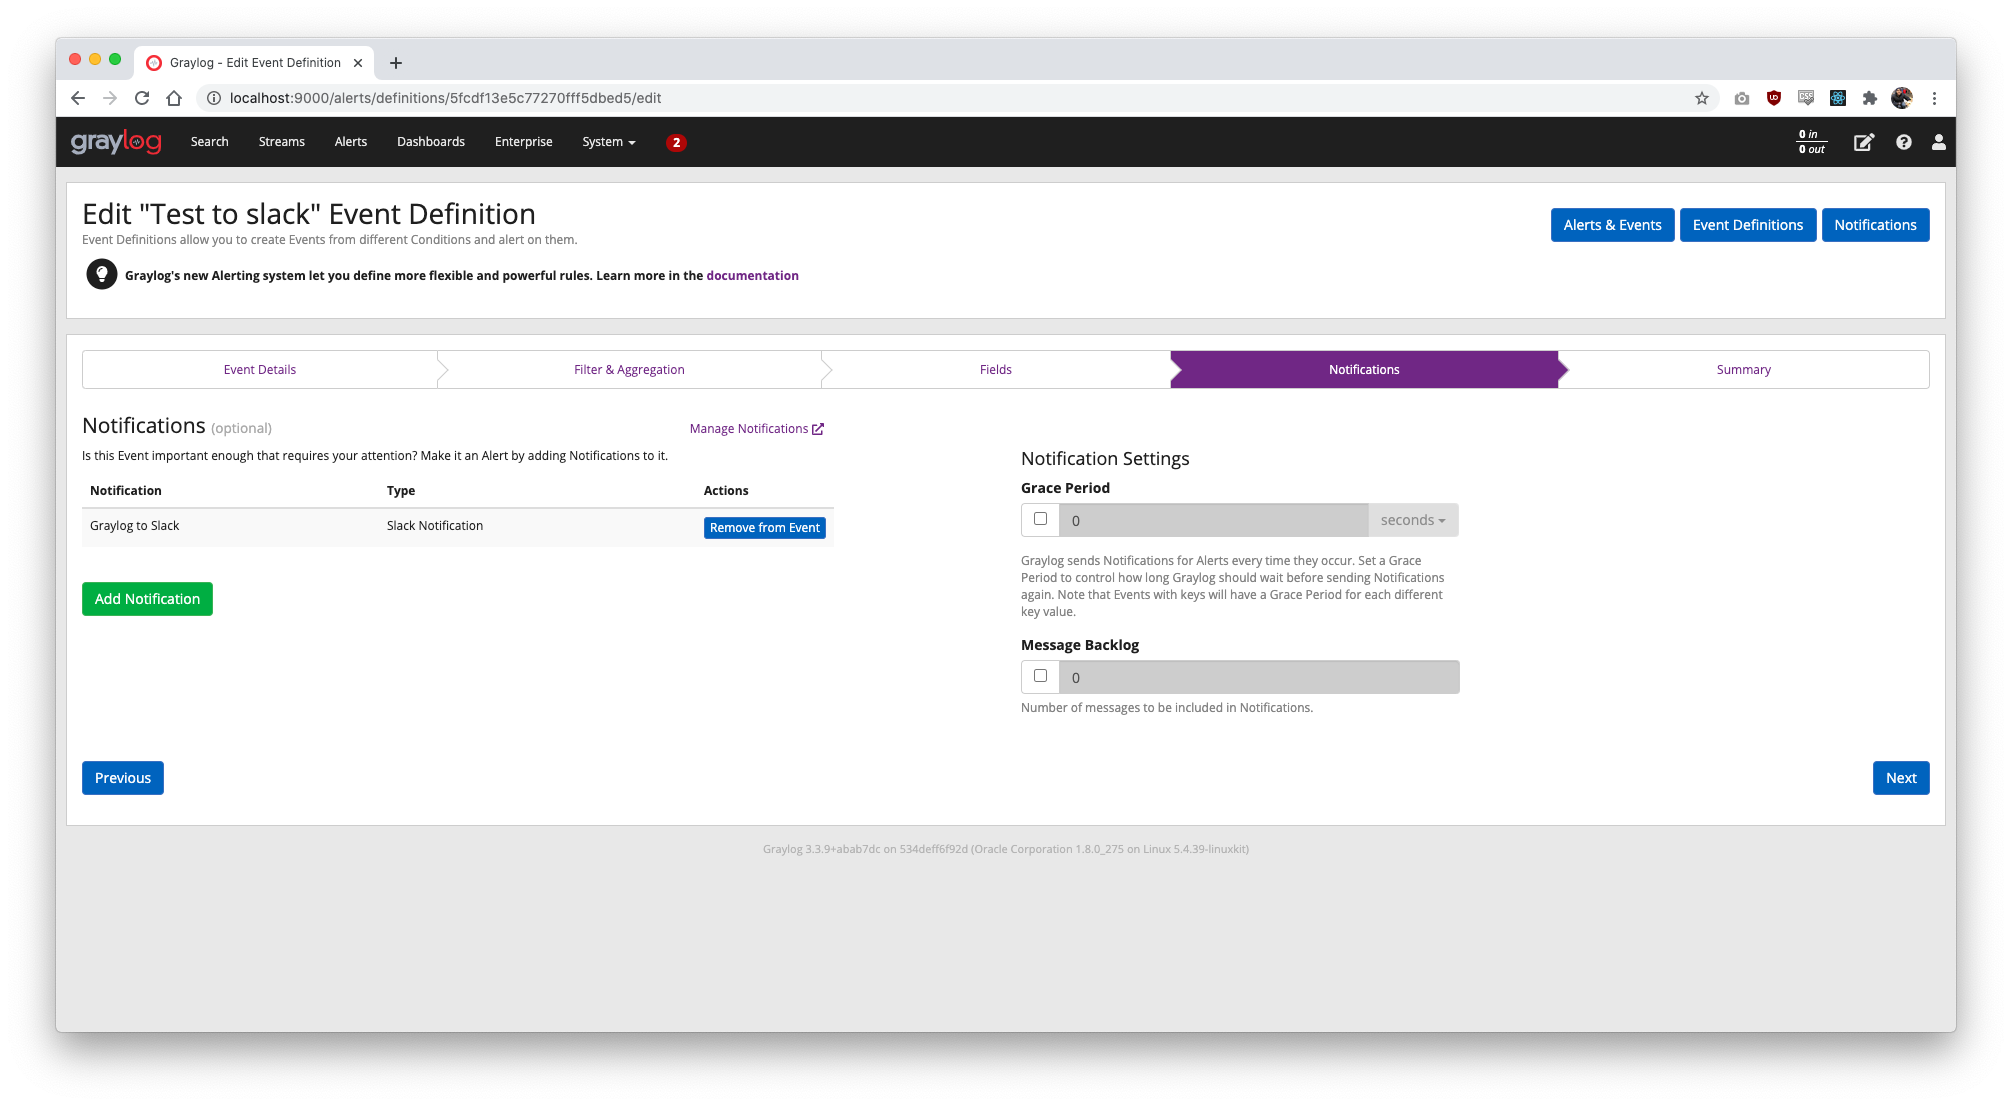 Graylog - Edit Event Definition
localhost:9000/alerts/definitions/5fcdf13e5c77270fff5dbed5/edit
graylog Search Streams Alerts Dashboards Enterprise System 2
0 in
0 out
Edit "Test to slack" Event Definition
Event Definitions allow you to create Events from different Conditions and alert on them.
Alerts & Events Event Definitions Notifications
Graylog's new Alerting system let you define more flexible and powerful rules. Learn more in the documentation
Event Details Filter & Aggregation Fields Notifications Summary
Notifications (optional)
Manage Notifications
Is this Event important enough that requires your attention? Make it an Alert by adding Notifications to it.
Notification Type Actions
Graylog to Slack Slack Notification Remove from Event
Add Notification
Notification Settings
Grace Period
0 seconds
Graylog sends Notifications for Alerts every time they occur. Set a Grace
Period to control how long Graylog should wait before sending Notifications
again. Note that Events with keys will have a Grace Period for each different
key value.
Message Backlog
0
Number of messages to be included in Notifications.
Previous Next
Graylog 3.3.9+abab7dc on 534deff6f92d (Oracle Corporation 1.8.0_275 on Linux 5.4.39-linuxkit)